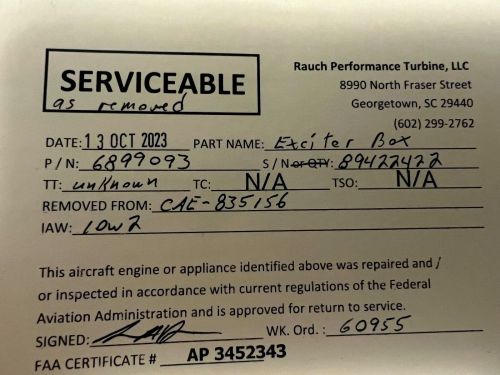 SERVICEABLE
as removed
Rauch Performance Turbine, LLC
8990 North Fraser Street
Georgetown, SC 29440
(602) 299-2762
DATE: 13 OCT 2023 PART NAME: Exciter Box
P/N: 6899093 S/N or QTY: 89422422
TT: unknown TC: N/A TSO: N/A
REMOVED FROM: CAE-835156
IAW: 10w2
This aircraft engine or appliance identified above was repaired and /
or inspected in accordance with current regulations of the Federal
Aviation Administration and is approved for return to service.
SIGNED: WK. Ord.: 60955
FAA CERTIFICATE # AP 3452343